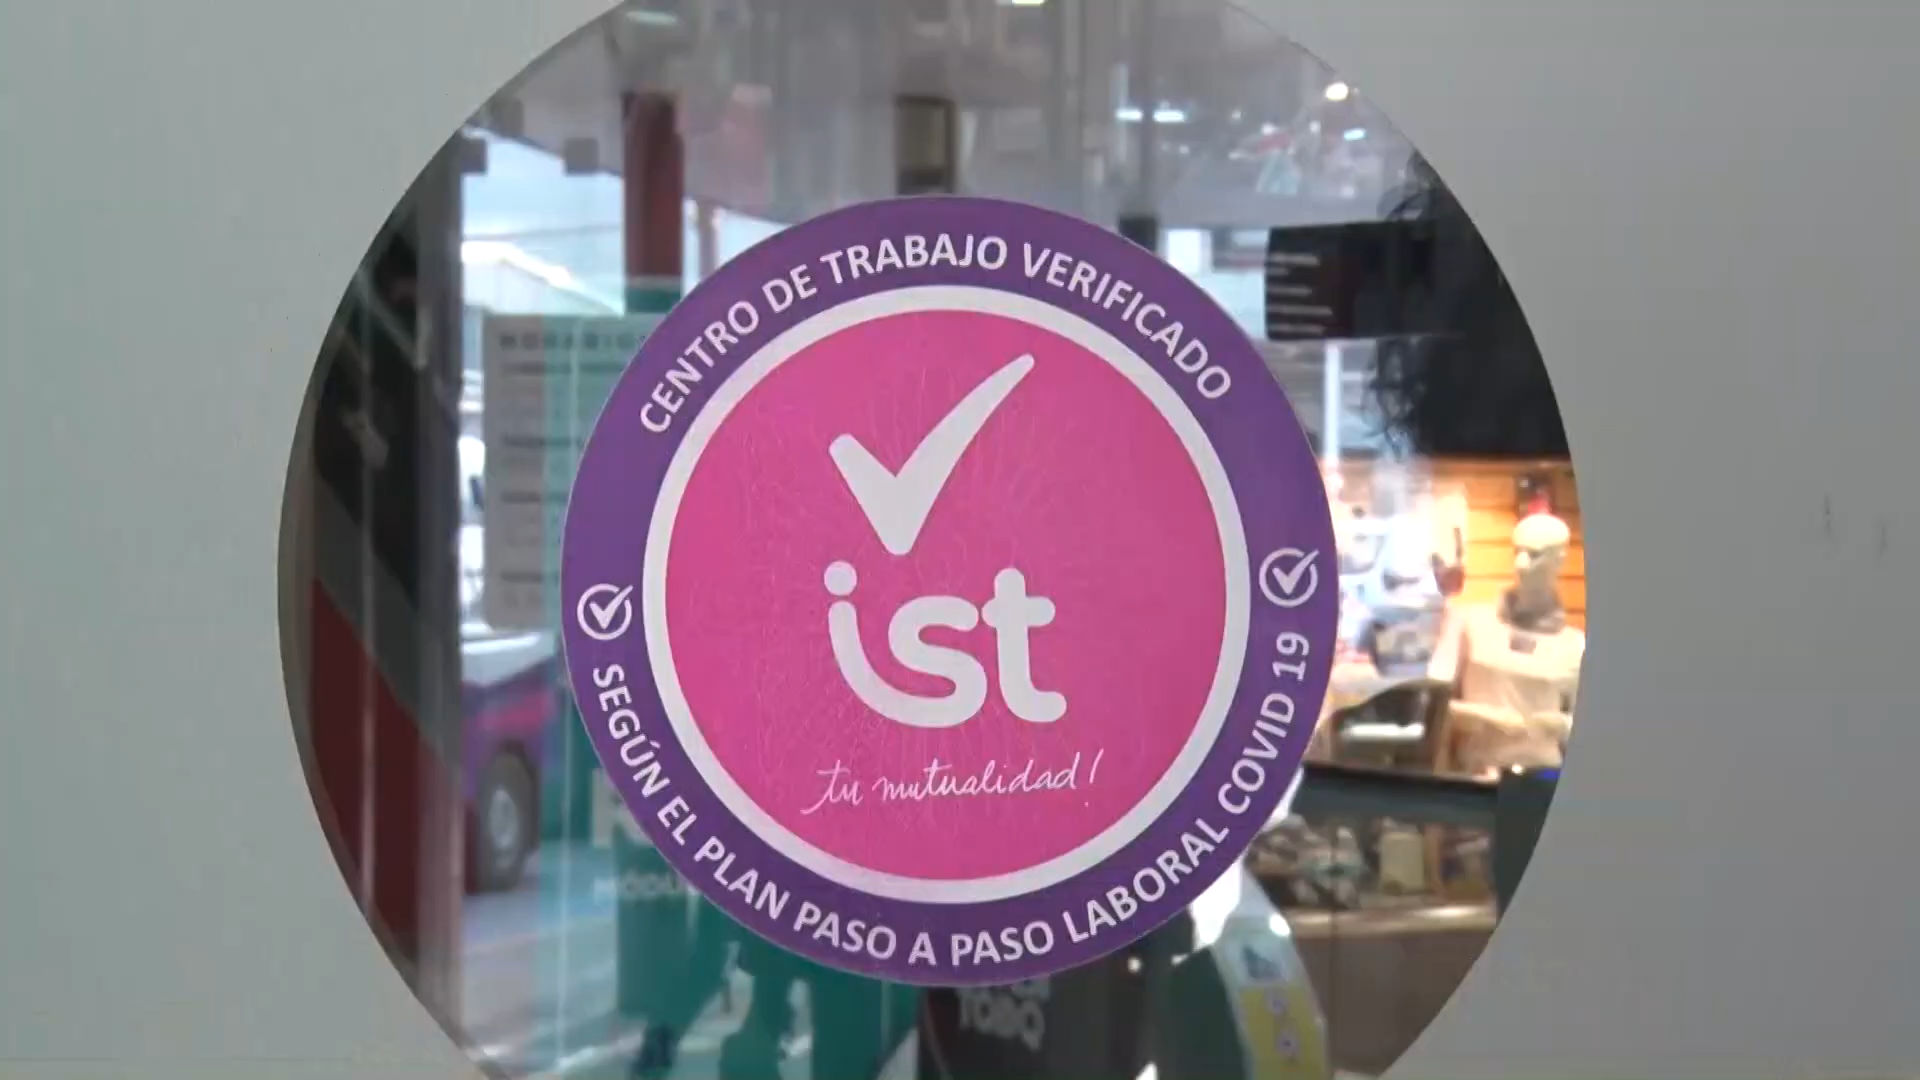 CENTRO DE TRABAJO VERIFICADO
ist
tu mutualidad!
SEGÚN EL PLAN PASO A PASO LABORAL COVID 19